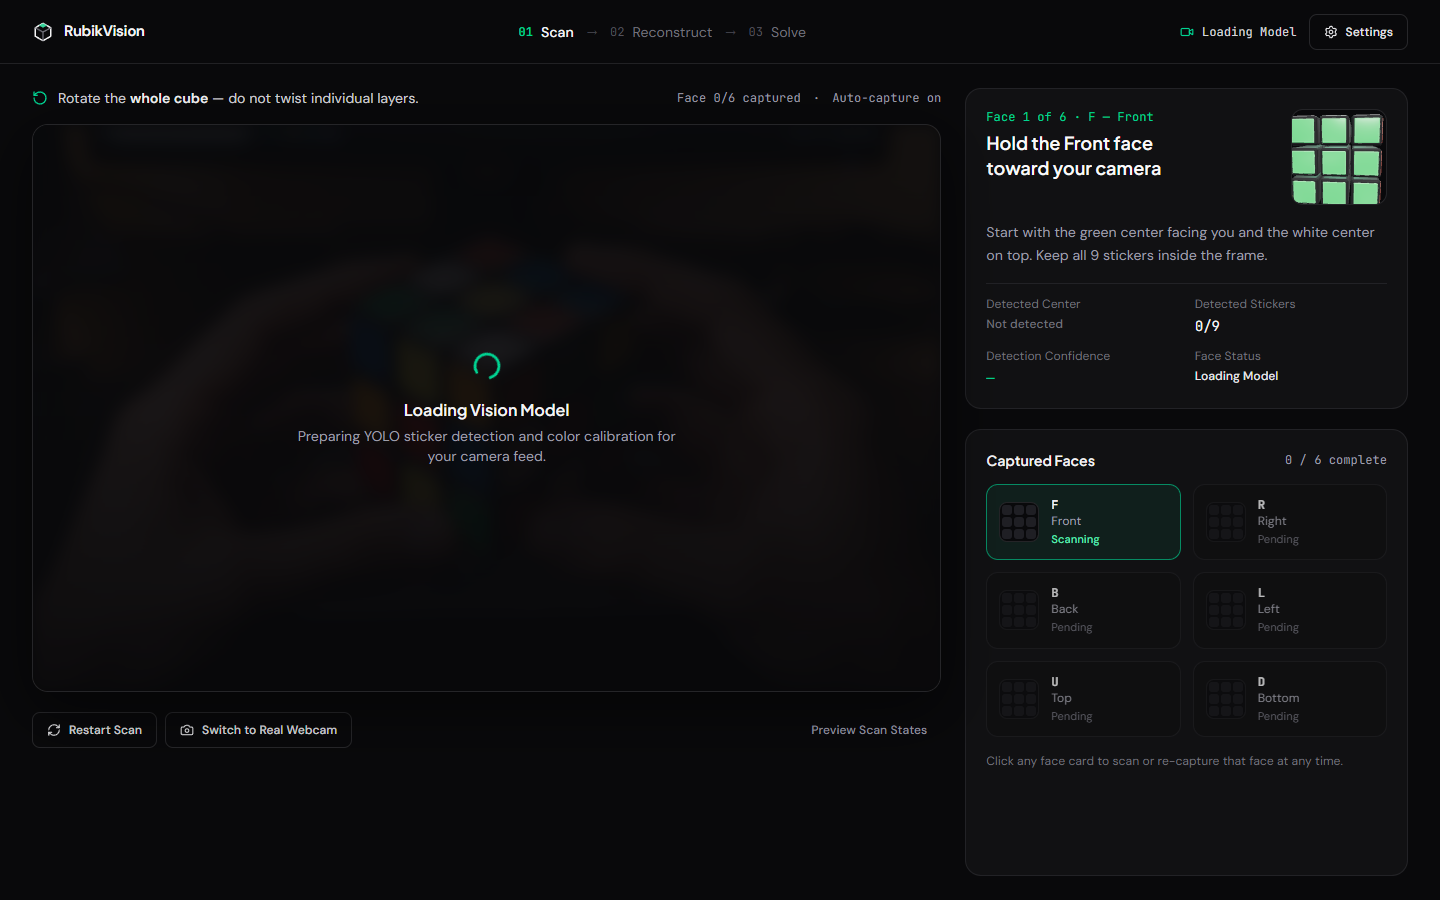 RubikVision
01 Scan → 02 Reconstruct → 03 Solve
Loading Model
Settings
Rotate the whole cube — do not twist individual layers.
Face 0/6 captured · Auto-capture on
Loading Vision Model
Preparing YOLO sticker detection and color calibration for
your camera feed.
Restart Scan
Switch to Real Webcam
Preview Scan States
Face 1 of 6 · F — Front
Hold the Front face
toward your camera
Start with the green center facing you and the white center
on top. Keep all 9 stickers inside the frame.
Detected Center
Not detected
Detected Stickers
0/9
Detection Confidence
—
Face Status
Loading Model
Captured Faces
0 / 6 complete
F
Front
Scanning
R
Right
Pending
B
Back
Pending
L
Left
Pending
U
Top
Pending
D
Bottom
Pending
Click any face card to scan or re-capture that face at any time.